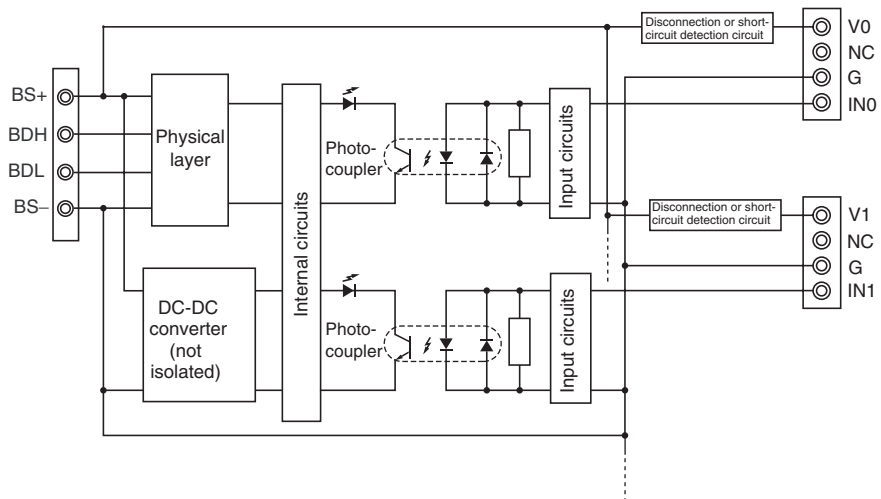 Disconnection or short-
circuit detection circuit
V0
NC
G
IN0
BS+
BDH
BDL
BS–
Physical
layer
Photo-
coupler
Input circuits
Internal circuits
Disconnection or short-
circuit detection circuit
V1
NC
G
IN1
DC-DC
converter
(not
isolated)
Photo-
coupler
Input circuits